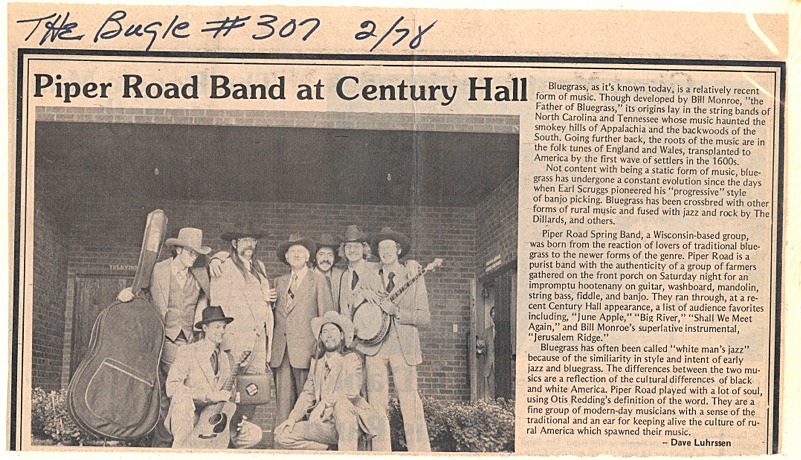 THe Bugle #307 2/78
Piper Road Band at Century Hall
Bluegrass, as it's known today, is a relatively recent
form of music. Though developed by Bill Monroe, "the
Father of Bluegrass," its origins lay in the string bands of
North Carolina and Tennessee whose music haunted the
smokey hills of Appalachia and the backwoods of the
South. Going further back, the roots of the music are in
the folk tunes of England and Wales, transplanted to
America by the first wave of settlers in the 1600s.
Not content with being a static form of music, blue-
grass has undergone a constant evolution since the days
when Earl Scruggs pioneered his "progressive" style
of banjo picking. Bluegrass has been crossbred with other
forms of rural music and fused with jazz and rock by The
Dillards, and others.
Piper Road Spring Band, a Wisconsin-based group,
was born from the reaction of lovers of traditional blue-
grass to the newer forms of the genre. Piper Road is a
purist band with the authenticity of a group of farmers
gathered on the front porch on Saturday night for an
impromptu hootenany on guitar, washboard, mandolin,
string bass, fiddle, and banjo. They ran through, at a re-
cent Century Hall appearance, a list of audience favorites
including, "June Apple," "Big River," "Shall We Meet
Again," and Bill Monroe's superlative instrumental,
"Jerusalem Ridge."
Bluegrass has often been called "white man's jazz"
because of the similiarity in style and intent of early
jazz and bluegrass. The differences between the two mu-
sics are a reflection of the cultural differences of black
and white America. Piper Road played with a lot of soul,
using Otis Redding's definition of the word. They are a
fine group of modern-day musicians with a sense of the
traditional and an ear for keeping alive the culture of ru-
ral America which spawned their music.
– Dave Luhrssen